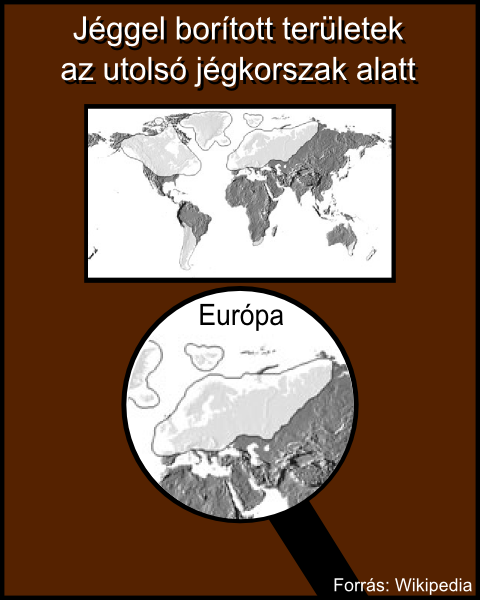 Jéggel borított területek
az utolsó jégkorszak alatt
Európa
Forrás: Wikipedia